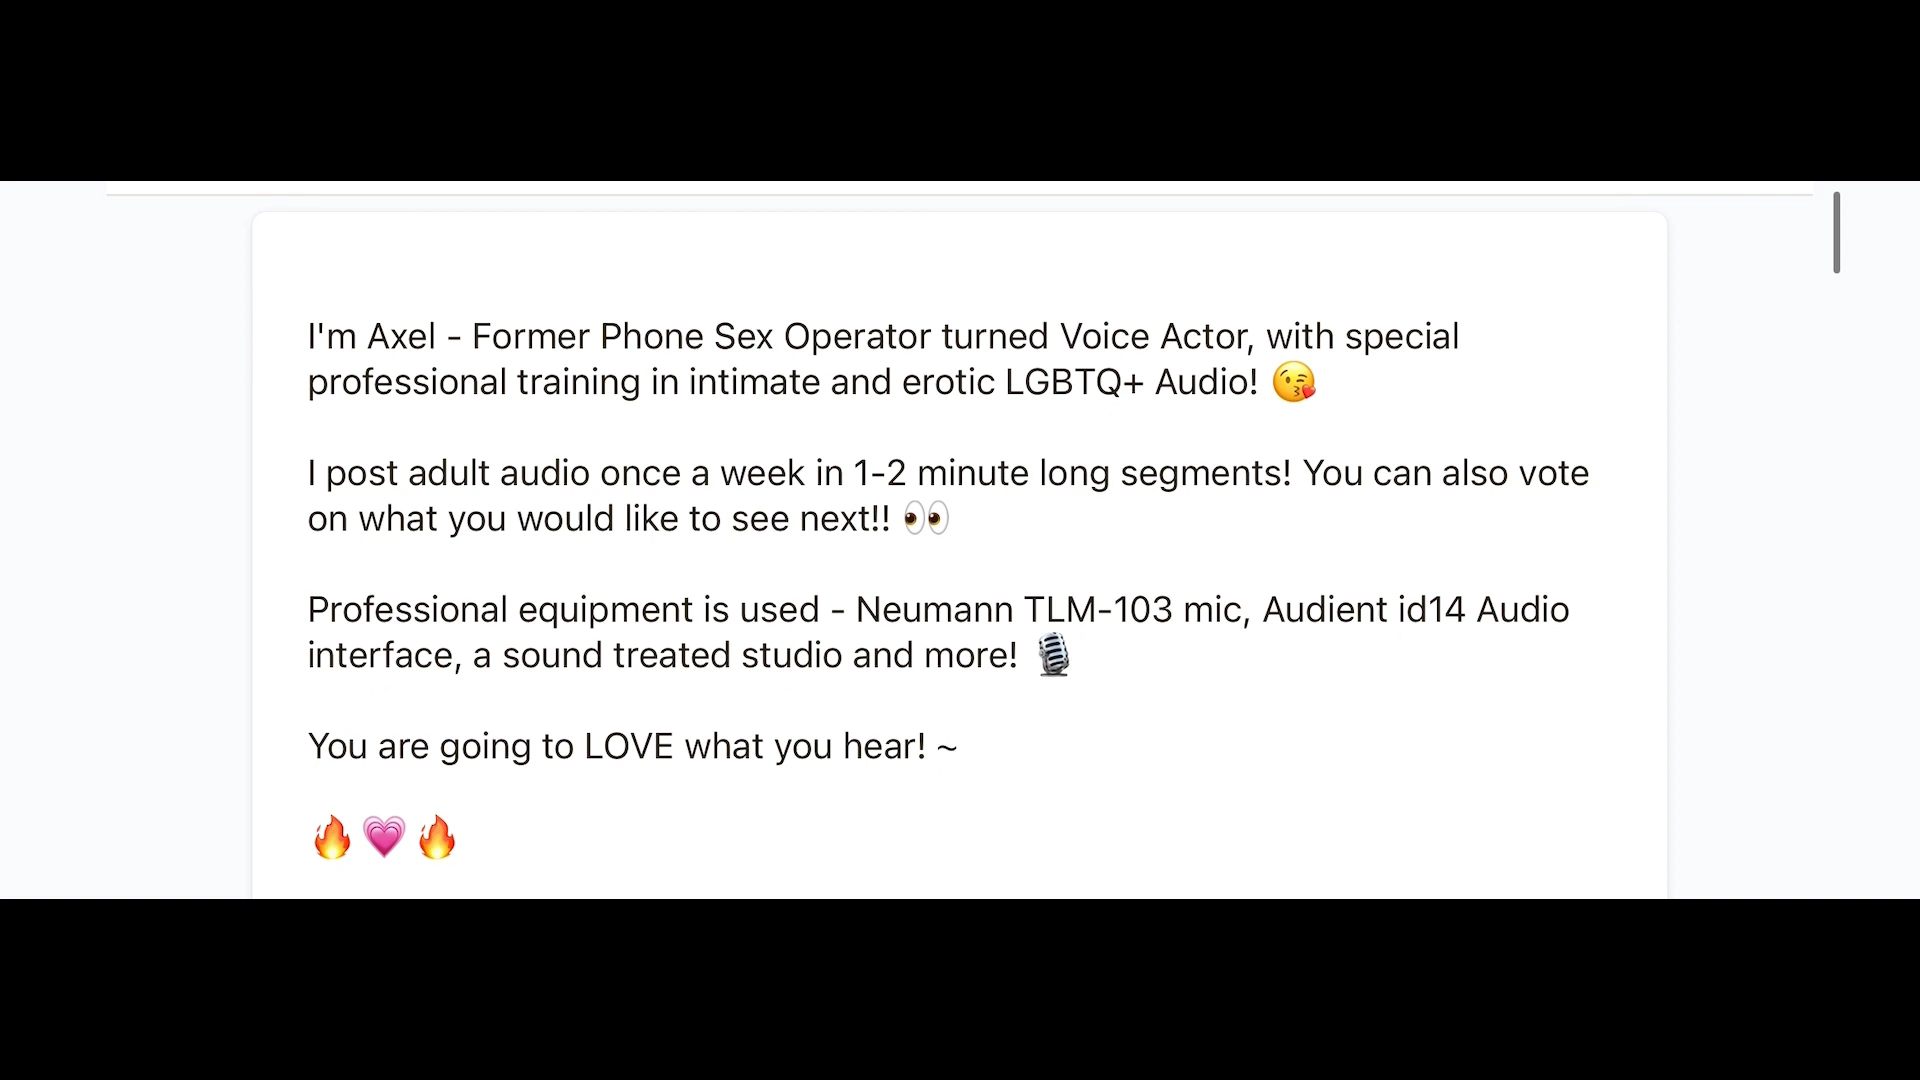 I'm Axel - Former Phone Sex Operator turned Voice Actor, with special
professional training in intimate and erotic LGBTQ+ Audio! 😘
I post adult audio once a week in 1-2 minute long segments! You can also vote
on what you would like to see next!! 👀
Professional equipment is used - Neumann TLM-103 mic, Audient id14 Audio
interface, a sound treated studio and more! 🎙️
You are going to LOVE what you hear! ~
🔥💗🔥